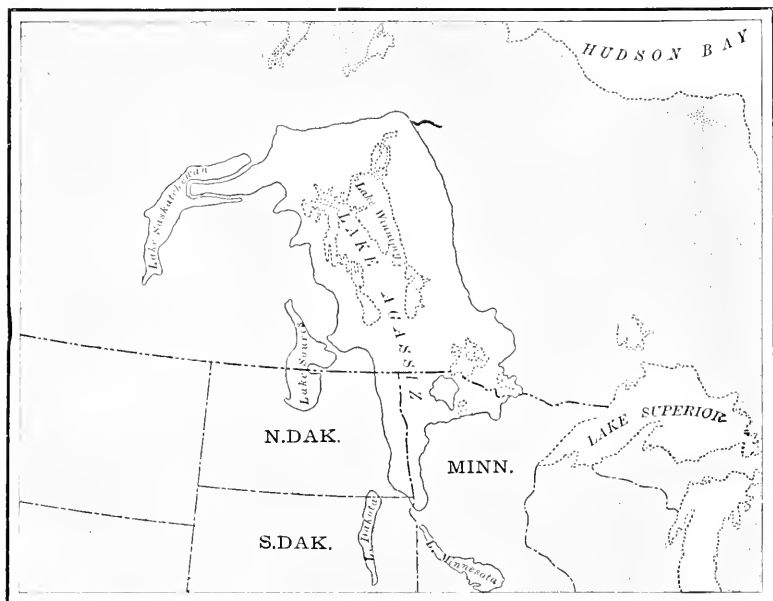 HUDSON BAY
Lake Saskatchewan
Lake Winnipeg
LAKE AGASSIZ
Lake Souris
LAKE SUPERIOR
N.DAK.
MINN.
S.DAK.
L. Dakota
L. Minnesota